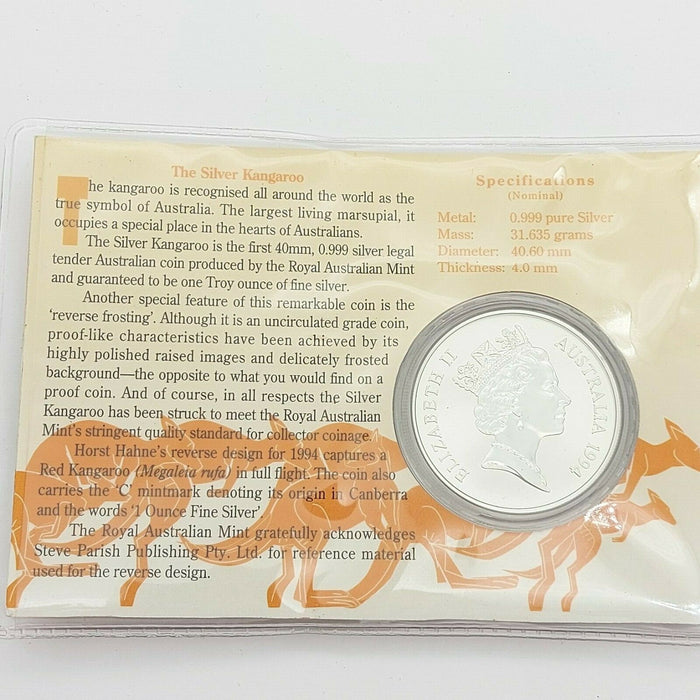 The Silver Kangaroo
The kangaroo is recognised all around the world as the
true symbol of Australia. The largest living marsupial, it
occupies a special place in the hearts of Australians.
The Silver Kangaroo is the first 40mm, 0.999 silver legal
tender Australian coin produced by the Royal Australian Mint
and guaranteed to be one Troy ounce of fine silver.
Another special feature of this remarkable coin is the
‘reverse frosting’. Although it is an uncirculated grade coin,
proof-like characteristics have been achieved by its
highly polished raised images and delicately frosted
background—the opposite to what you would find on a
proof coin. And of course, in all respects the Silver
Kangaroo has been struck to meet the Royal Australian
Mint's stringent quality standard for collector coinage.
Horst Hahne's reverse design for 1994 captures a
Red Kangaroo (Megaleia rufa) in full flight. The coin also
carries the ‘C’ mintmark denoting its origin in Canberra
and the words ‘1 Ounce Fine Silver’.
The Royal Australian Mint gratefully acknowledges
Steve Parish Publishing Pty. Ltd. for reference material
used for the reverse design.
Specifications
(Nominal)
Metal: 0.999 pure Silver
Mass: 31.635 grams
Diameter: 40.60 mm
Thickness: 4.0 mm
ELIZABETH II
AUSTRALIA 1994